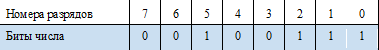 Номера разрядов 7 6 5 4 3 2 1 0
Биты числа 0 0 1 0 0 1 1 1